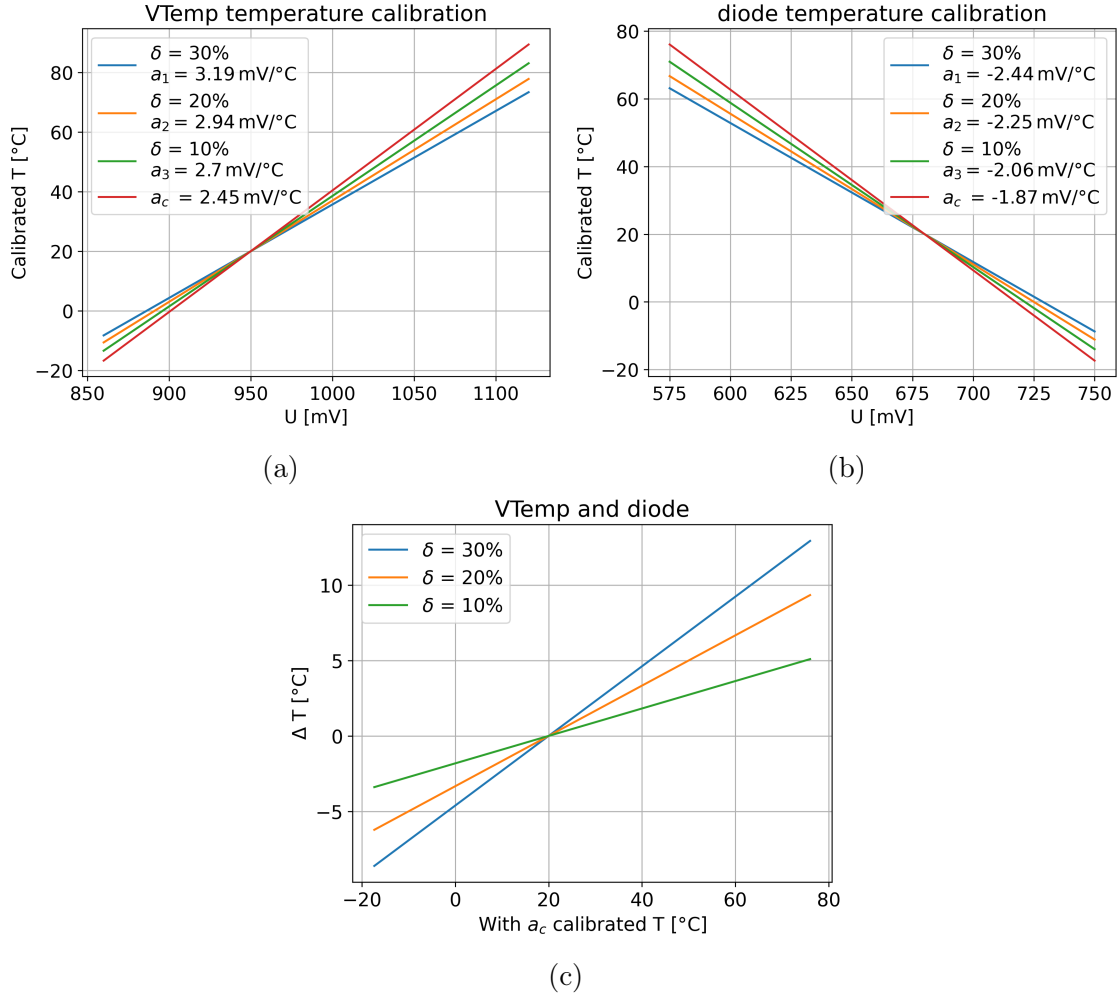 VTemp temperature calibration
δ = 30%
a₁ = 3.19 mV/°C
δ = 20%
a₂ = 2.94 mV/°C
δ = 10%
a₃ = 2.7 mV/°C
a_c = 2.45 mV/°C
Calibrated T [°C]
80
60
40
20
0
−20
850 900 950 1000 1050 1100
U [mV]
(a)
diode temperature calibration
δ = 30%
a₁ = -2.44 mV/°C
δ = 20%
a₂ = -2.25 mV/°C
δ = 10%
a₃ = -2.06 mV/°C
a_c = -1.87 mV/°C
Calibrated T [°C]
80
60
40
20
0
−20
575 600 625 650 675 700 725 750
U [mV]
(b)
VTemp and diode
δ = 30%
δ = 20%
δ = 10%
Δ T [°C]
10
5
0
−5
−20 0 20 40 60 80
With a_c calibrated T [°C]
(c)